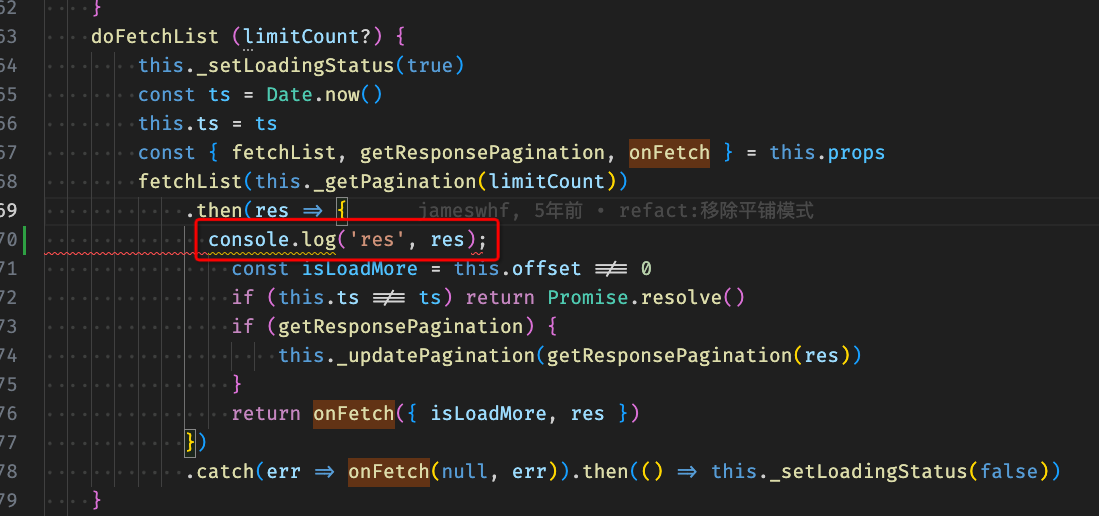 62 }
63 doFetchList (limitCount?) {
64 this._setLoadingStatus(true)
65 const ts = Date.now()
66 this.ts = ts
67 const { fetchList, getResponsePagination, onFetch } = this.props
68 fetchList(this._getPagination(limitCount))
69 .then(res => { jameswhf, 5年前 • refact:移除平铺模式
70 console.log('res', res);
71 const isLoadMore = this.offset !== 0
72 if (this.ts !== ts) return Promise.resolve()
73 if (getResponsePagination) {
74 this._updatePagination(getResponsePagination(res))
75 }
76 return onFetch({ isLoadMore, res })
77 })
78 .catch(err => onFetch(null, err)).then(() => this._setLoadingStatus(false))
79 }